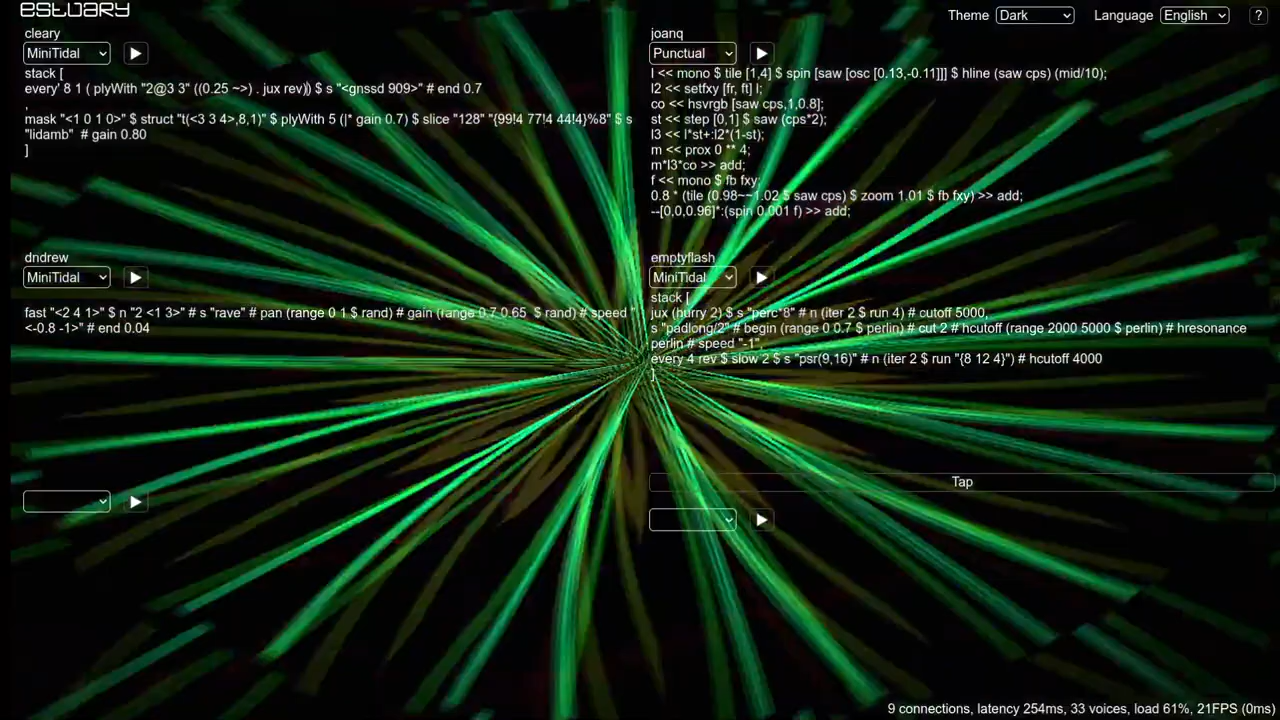 estuary
Theme Dark Language English ?
cleary
MiniTidal
stack [
every' 8 1 ( plyWith "2@3 3" ((0.25 ~>) . jux rev)) $ s "<gnssd 909>" # end 0.7
,
mask "<1 0 1 0>" $ struct "t(<3 3 4>,8,1)" $ plyWith 5 (|* gain 0.7) $ slice "128" "{99!4 77!4 44!4}%8" $ s
"lidamb"  # gain 0.80
]
joanq
Punctual
l << mono $ tile [1,4] $ spin [saw [osc [0.13,-0.11]]] $ hline (saw cps) (mid/10);
l2 << setfxy [fr, ft] l;
co << hsvrgb [saw cps,1,0.8];
st << step [0,1] $ saw (cps*2);
l3 << l*st+:l2*(1-st);
m << prox 0 ** 4;
m*l3*co >> add;
f << mono $ fb fxy;
0.8 * (tile (0.98~~1.02 $ saw cps) $ zoom 1.01 $ fb fxy) >> add;
--[0,0,0.96]*:(spin 0.001 f) >> add;
dndrew
MiniTidal
fast "<2 4 1>" $ n "2 <1 3>" # s "rave" # pan (range 0 1 $ rand) # gain (range 0.7 0.65  $ rand) # speed "
<-0.8 -1>" # end 0.04
emptyflash
MiniTidal
stack [
jux (hurry 2) $ s "perc*8" # n (iter 2 $ run 4) # cutoff 5000,
s "padlong/2" # begin (range 0 0.7 $ perlin) # cut 2 # hcutoff (range 2000 5000 $ perlin) # hresonance
perlin # speed "-1",
every 4 rev $ slow 2 $ s "psr(9,16)" # n (iter 2 $ run "{8 12 4}") # hcutoff 4000
]
Tap
9 connections, latency 254ms, 33 voices, load 61%, 21FPS (0ms)